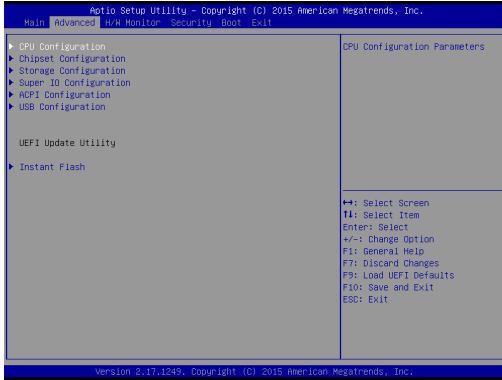 Aptio Setup Utility – Copyright (C) 2015 American Megatrends, Inc.
Main Advanced H/W Monitor Security Boot Exit
CPU Configuration
Chipset Configuration
Storage Configuration
Super IO Configuration
ACPI Configuration
USB Configuration
UEFI Update Utility
Instant Flash
CPU Configuration Parameters
↔: Select Screen
↑↓: Select Item
Enter: Select
+/-: Change Option
F1: General Help
F7: Discard Changes
F9: Load UEFI Defaults
F10: Save and Exit
ESC: Exit
Version 2.17.1249. Copyright (C) 2015 American Megatrends, Inc.